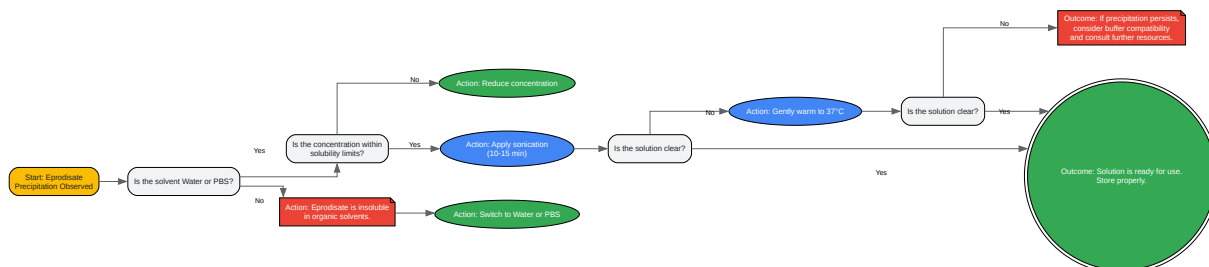 Start: Eprodisate
Precipitation Observed
Is the solvent Water or PBS?
Yes
No
Is the concentration within
solubility limits?
Action: Eprodisate is insoluble
in organic solvents.
No
Yes
Action: Reduce concentration
Action: Apply sonication
(10-15 min)
Action: Switch to Water or PBS
Is the solution clear?
No
Yes
Action: Gently warm to 37°C
Is the solution clear?
No
Yes
Outcome: If precipitation persists,
consider buffer compatibility
and consult further resources.
Outcome: Solution is ready for use.
Store properly.